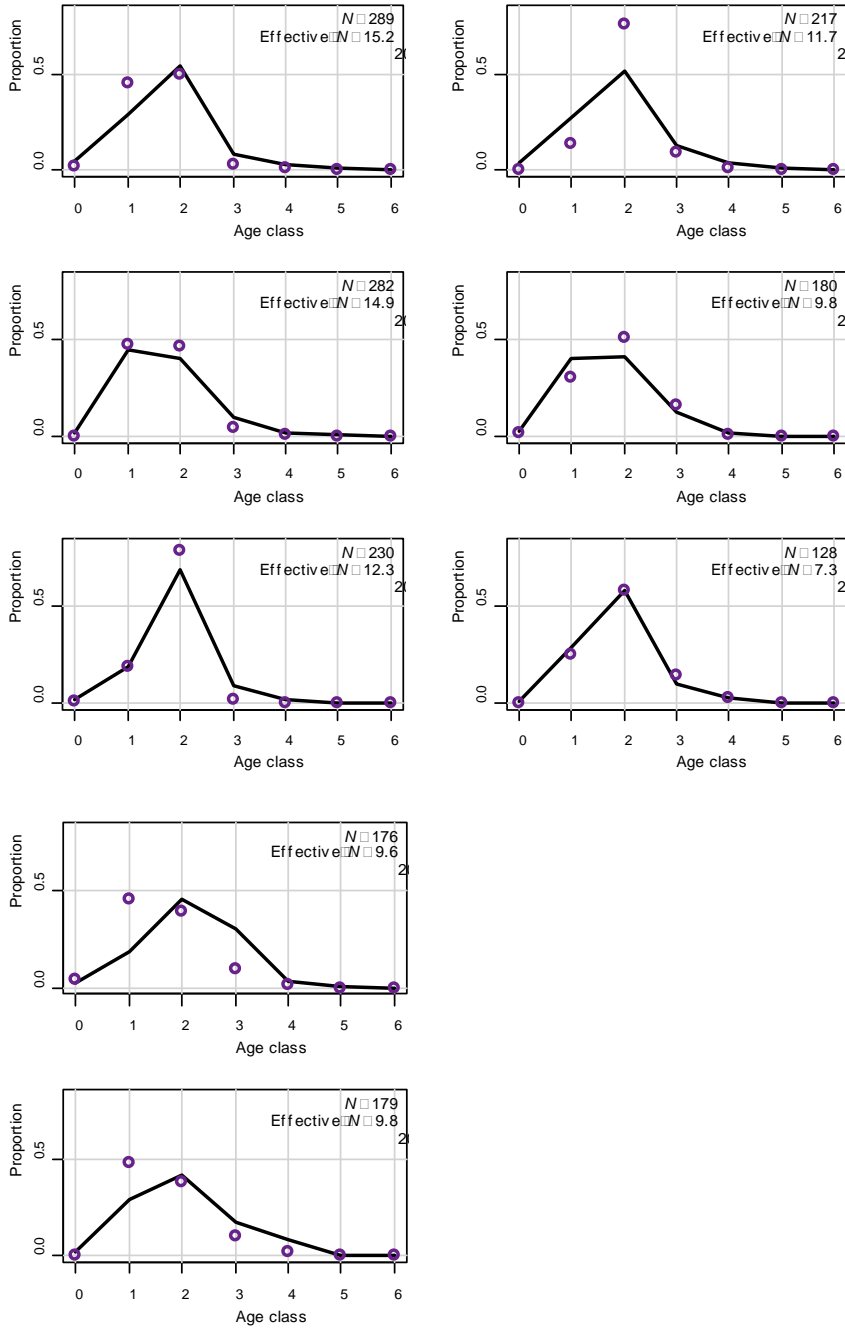 N□289
Effective□N□15.2
Proportion
0.5
0.0
0 1 2 3 4 5 6
Age class
N□217
Effective□N□11.7
Proportion
0.5
0.0
0 1 2 3 4 5 6
Age class
N□282
Effective□N□14.9
Proportion
0.5
0.0
0 1 2 3 4 5 6
Age class
N□180
Effective□N□9.8
Proportion
0.5
0.0
0 1 2 3 4 5 6
Age class
N□230
Effective□N□12.3
Proportion
0.5
0.0
0 1 2 3 4 5 6
Age class
N□128
Effective□N□7.3
Proportion
0.5
0.0
0 1 2 3 4 5 6
Age class
N□176
Effective□N□9.6
Proportion
0.5
0.0
0 1 2 3 4 5 6
Age class
N□179
Effective□N□9.8
Proportion
0.5
0.0
0 1 2 3 4 5 6
Age class